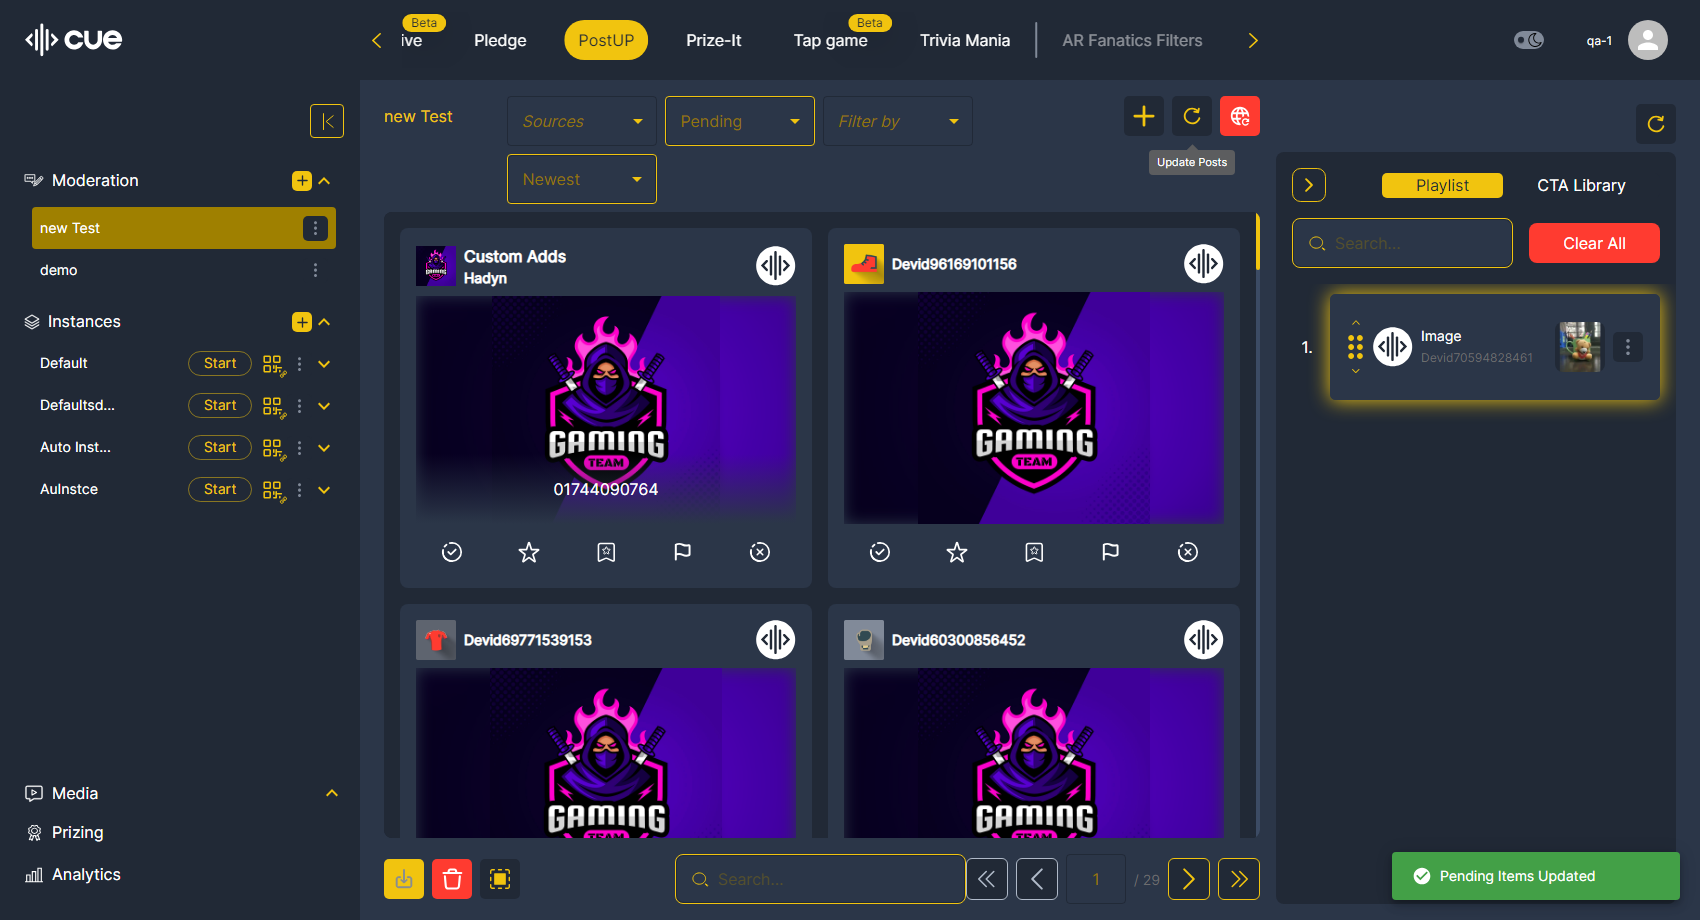 cue
Beta
ive
Pledge
PostUP
Prize-It
Beta
Tap game
Trivia Mania
AR Fanatics Filters
qa-1
Moderation
new Test
demo
Instances
Default
Start
Defaultsd...
Start
Auto Inst...
Start
AuInstce
Start
Media
Prizing
Analytics
new Test
Sources
Pending
Filter by
Newest
Update Posts
Custom Adds
Hadyn
GAMING
TEAM
01744090764
Devid96169101156
GAMING
TEAM
Devid69771539153
GAMING
TEAM
Devid60300856452
GAMING
TEAM
Search...
1
/ 29
Playlist
CTA Library
Search...
Clear All
1.
Image
Devid70594828461
Pending Items Updated